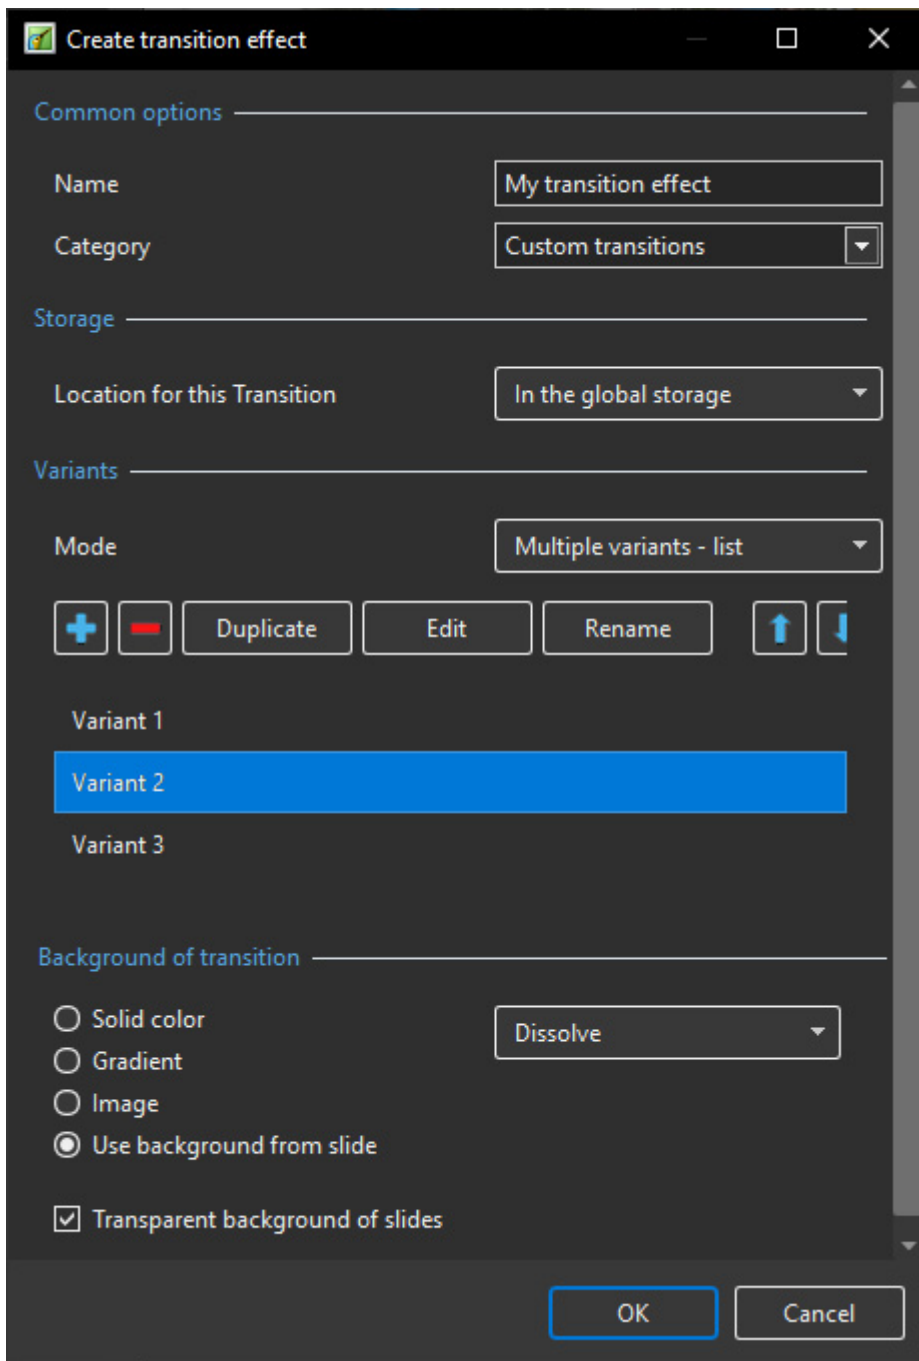 Create transition effect
Common options
Name
My transition effect
Category
Custom transitions
Storage
Location for this Transition
In the global storage
Variants
Mode
Multiple variants - list
Duplicate
Edit
Rename
Variant 1
Variant 2
Variant 3
Background of transition
Solid color
Dissolve
Gradient
Image
Use background from slide
Transparent background of slides
OK
Cancel